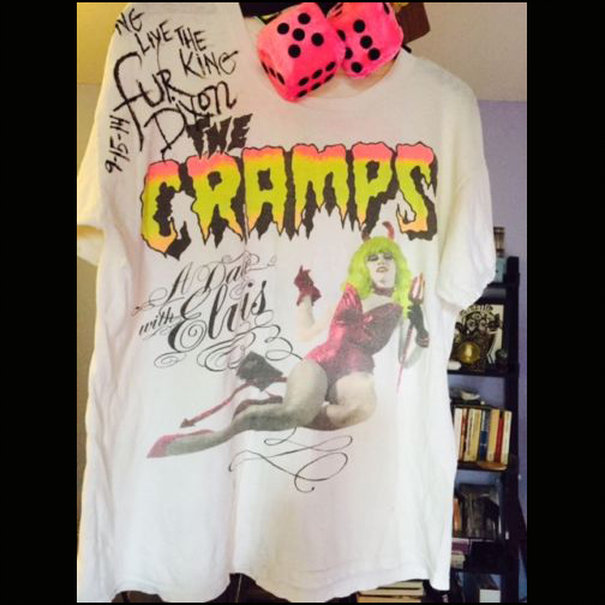 LIVE THE
KING
FUR
DIXON
9-15-14
THE
CRAMPS
A Date
with Elvis